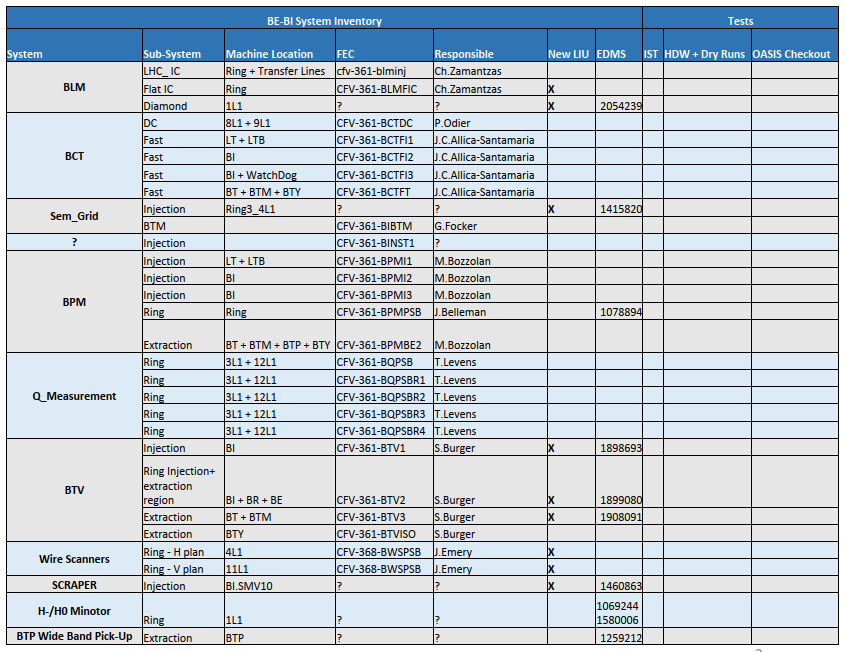 BE-BI System Inventory Tests
System Sub-System Machine Location FEC Responsible New LIU EDMS IST HDW + Dry Runs OASIS Checkout
BLM
LHC_ IC Ring + Transfer Lines cfv-361-blminj Ch.Zamantzas
Flat IC Ring CFV-361-BLMFIC Ch.Zamantzas X
Diamond 1L1 ? ? X 2054239
BCT
DC 8L1 + 9L1 CFV-361-BCTDC P.Odier
Fast LT + LTB CFV-361-BCTFI1 J.C.Allica-Santamaria
Fast BI CFV-361-BCTFI2 J.C.Allica-Santamaria
Fast BI + WatchDog CFV-361-BCTFI3 J.C.Allica-Santamaria
Fast BT + BTM + BTY CFV-361-BCTFT J.C.Allica-Santamaria
Sem_Grid
Injection Ring3_4L1 ? ? X 1415820
BTM CFV-361-BIBTM G.Focker
? Injection CFV-361-BINST1 ?
BPM
Injection LT + LTB CFV-361-BPMI1 M.Bozzolan
Injection BI CFV-361-BPMI2 M.Bozzolan
Injection BI CFV-361-BPMI3 M.Bozzolan
Ring Ring CFV-361-BPMPSB J.Belleman 1078894
Extraction BT + BTM + BTP + BTY CFV-361-BPMBE2 M.Bozzolan
Q_Measurement
Ring 3L1 + 12L1 CFV-361-BQPSB T.Levens
Ring 3L1 + 12L1 CFV-361-BQPSBR1 T.Levens
Ring 3L1 + 12L1 CFV-361-BQPSBR2 T.Levens
Ring 3L1 + 12L1 CFV-361-BQPSBR3 T.Levens
Ring 3L1 + 12L1 CFV-361-BQPSBR4 T.Levens
BTV
Injection BI CFV-361-BTV1 S.Burger X 1898693
Ring Injection+
extraction
region BI + BR + BE CFV-361-BTV2 S.Burger X 1899080
Extraction BT + BTM CFV-361-BTV3 S.Burger X 1908091
Extraction BTY CFV-361-BTVISO S.Burger
Wire Scanners
Ring - H plan 4L1 CFV-368-BWSPSB J.Emery X
Ring - V plan 11L1 CFV-368-BWSPSB J.Emery X
SCRAPER Injection BI.SMV10 ? ? X 1460863
H-/H0 Minotor
1069244
Ring 1L1 ? ? 1580006
BTP Wide Band Pick-Up Extraction BTP ? ? 1259212